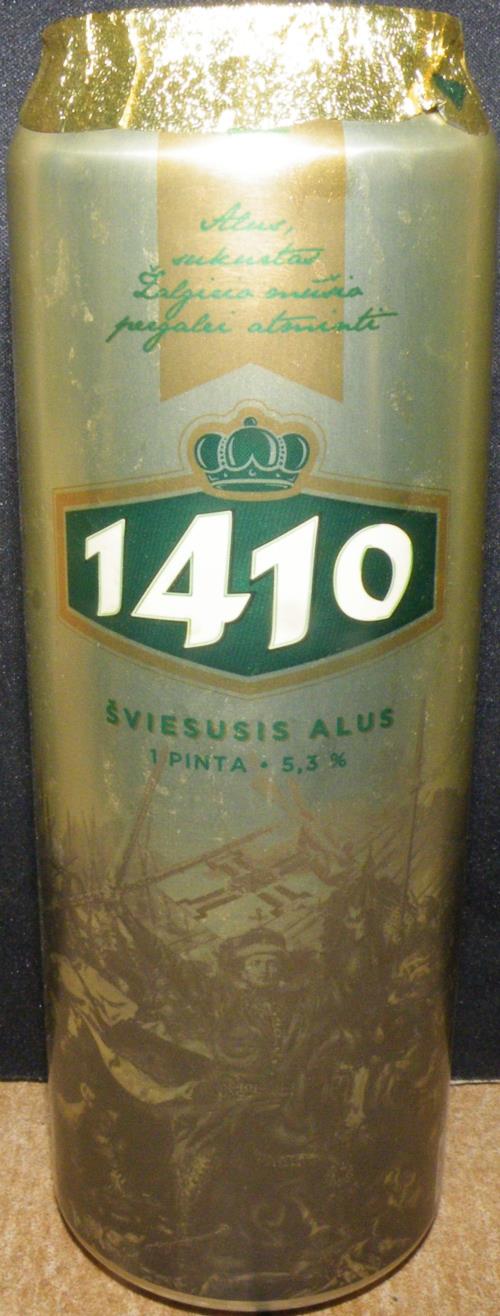 Alus,
sukurtas
Žalgirio mūšio
pergalei atminti
1410
ŠVIESUSIS ALUS
1 PINTA • 5,3 %